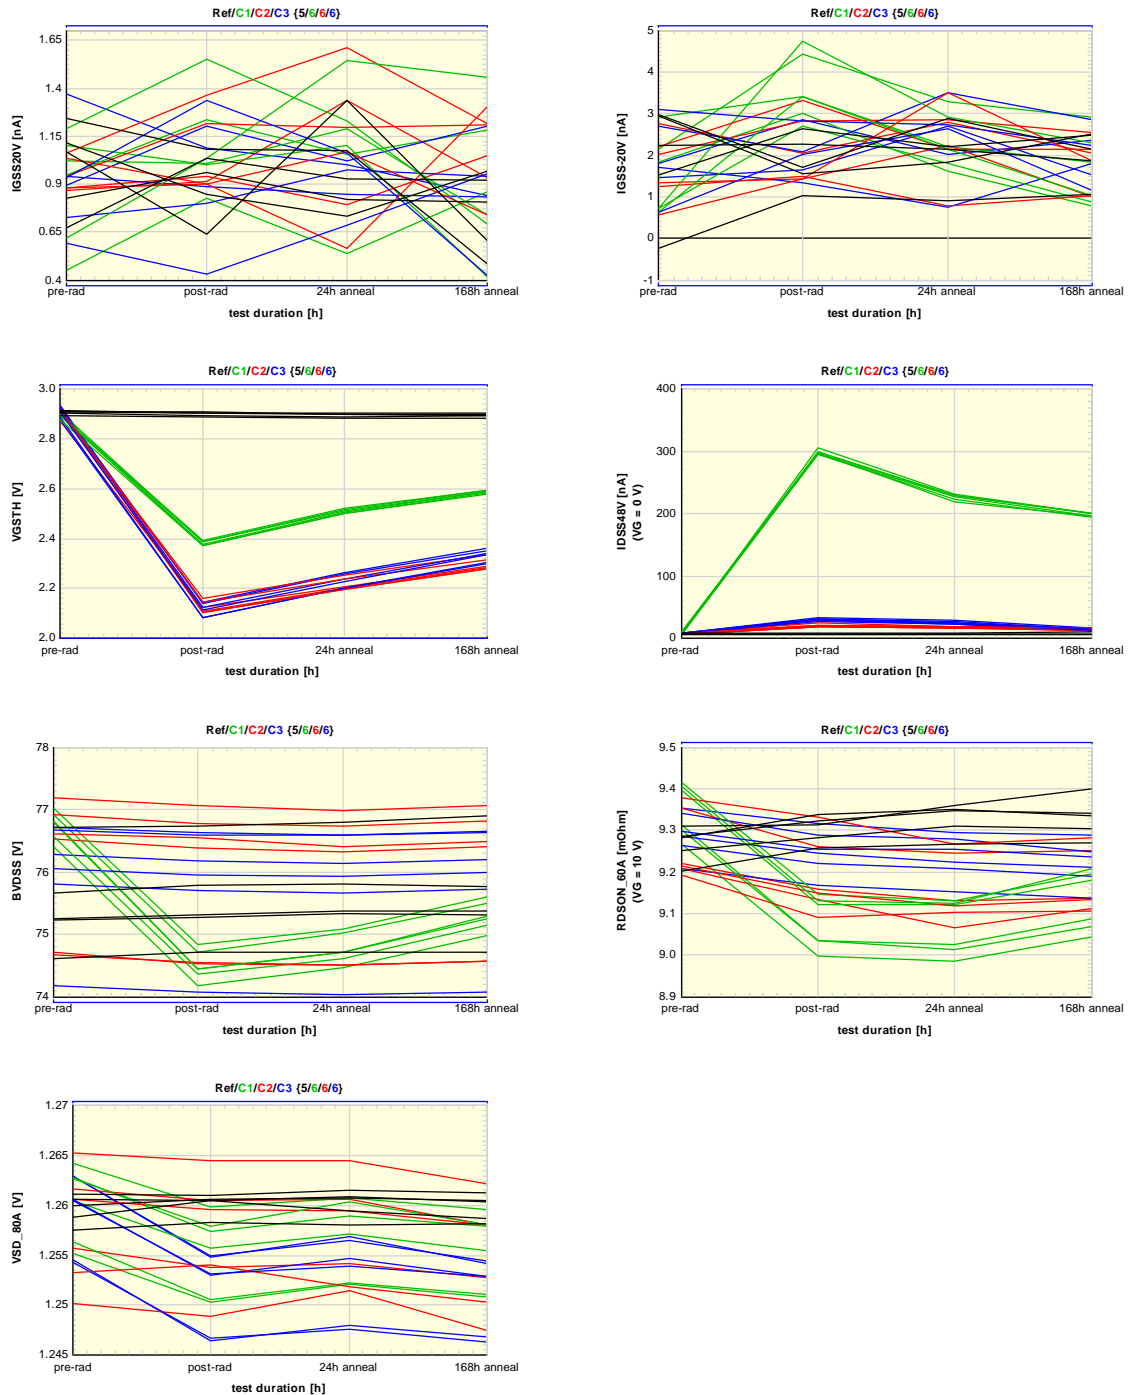 Ref/C1/C2/C3 {5/6/6/6}
IGSS20V [nA]
1.65
1.4
1.15
0.9
0.65
0.4
pre-rad post-rad 24h anneal 168h anneal
test duration [h]
Ref/C1/C2/C3 {5/6/6/6}
IGSS-20V [nA]
5
4
3
2
1
0
-1
pre-rad post-rad 24h anneal 168h anneal
test duration [h]
Ref/C1/C2/C3 {5/6/6/6}
VGSTH [V]
3.0
2.8
2.6
2.4
2.2
2.0
pre-rad post-rad 24h anneal 168h anneal
test duration [h]
Ref/C1/C2/C3 {5/6/6/6}
IDSS48V [nA]
(VG = 0 V)
400
300
200
100
0
pre-rad post-rad 24h anneal 168h anneal
test duration [h]
Ref/C1/C2/C3 {5/6/6/6}
BVDSS [V]
78
77
76
75
74
pre-rad post-rad 24h anneal 168h anneal
test duration [h]
Ref/C1/C2/C3 {5/6/6/6}
RDSON_60A [mOhm]
(VG = 10 V)
9.5
9.4
9.3
9.2
9.1
9.0
8.9
pre-rad post-rad 24h anneal 168h anneal
test duration [h]
Ref/C1/C2/C3 {5/6/6/6}
VSD_80A [V]
1.27
1.265
1.26
1.255
1.25
1.245
pre-rad post-rad 24h anneal 168h anneal
test duration [h]